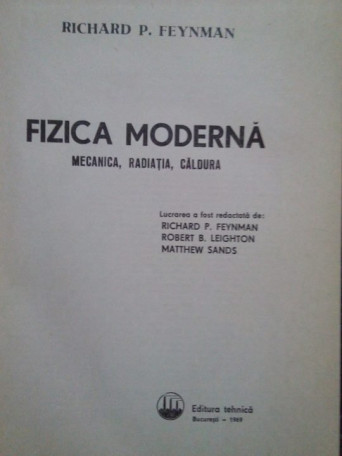 RICHARD P. FEYNMAN
FIZICA MODERNĂ
MECANICA, RADIAȚIA, CĂLDURA
Lucrarea a fost redactată de:
RICHARD P. FEYNMAN
ROBERT B. LEIGHTON
MATTHEW SANDS
Editura tehnică
București – 1969